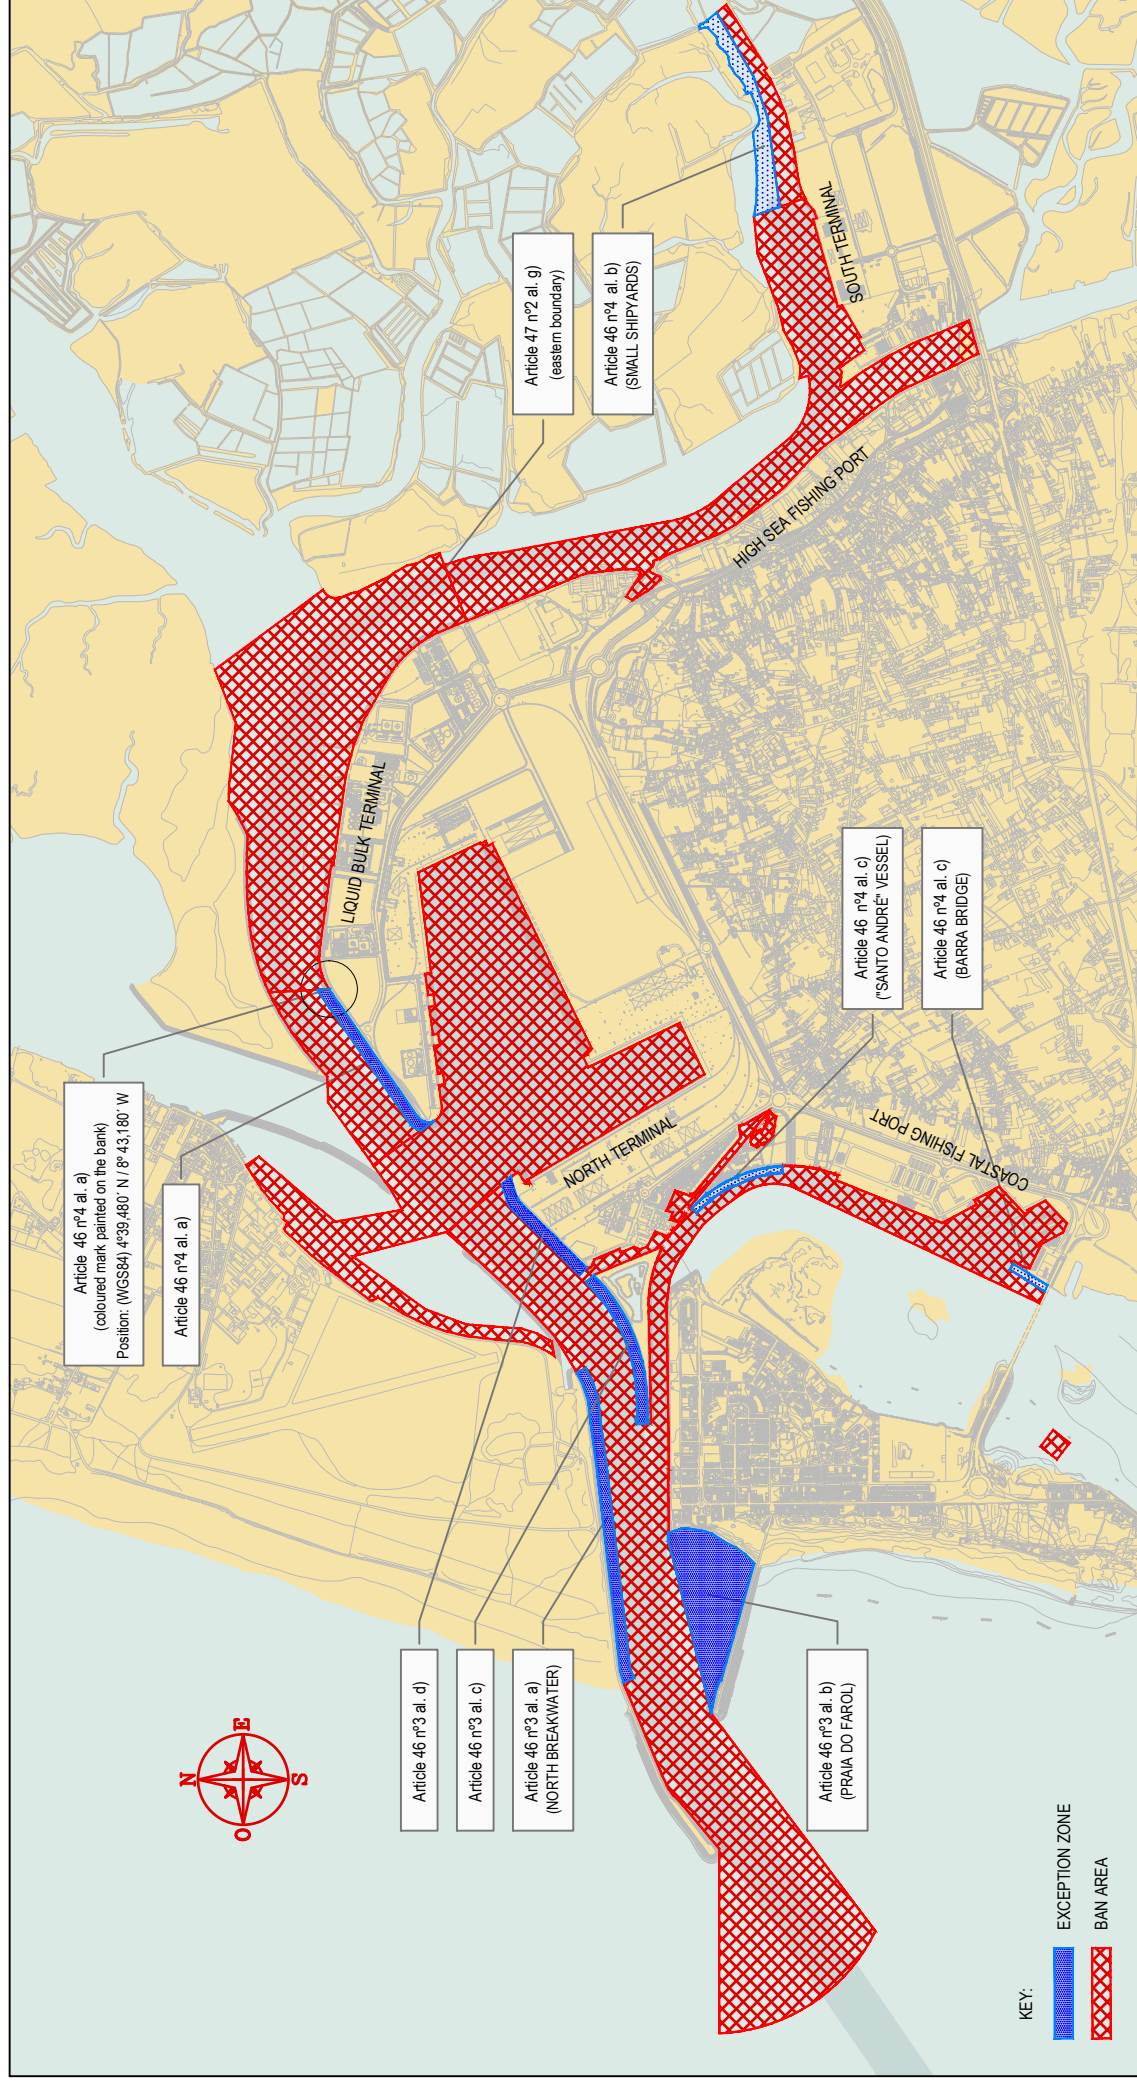 Article 46 nº4 al. a)
(coloured mark painted on the bank)
Position: (WGS84) 4º39,480´ N / 8º 43,180´ W
Article 46 nº4 al. a)
Article 47 nº2 al. g)
(eastern boundary)
Article 46 nº4 al. b)
(SMALL SHIPYARDS)
SOUTH TERMINAL
HIGH SEA FISHING PORT
LIQUID BULK TERMINAL
NORTH TERMINAL
COASTAL FISHING PORT
Article 46 nº4 al. c)
("SANTO ANDRÉ" VESSEL)
Article 46 nº4 al. c)
(BARRA BRIDGE)
N
O
E
S
Article 46 nº3 al. d)
Article 46 nº3 al. c)
Article 46 nº3 al. a)
(NORTH BREAKWATER)
Article 46 nº3 al. b)
(PRAIA DO FAROL)
KEY:
EXCEPTION ZONE
BAN AREA